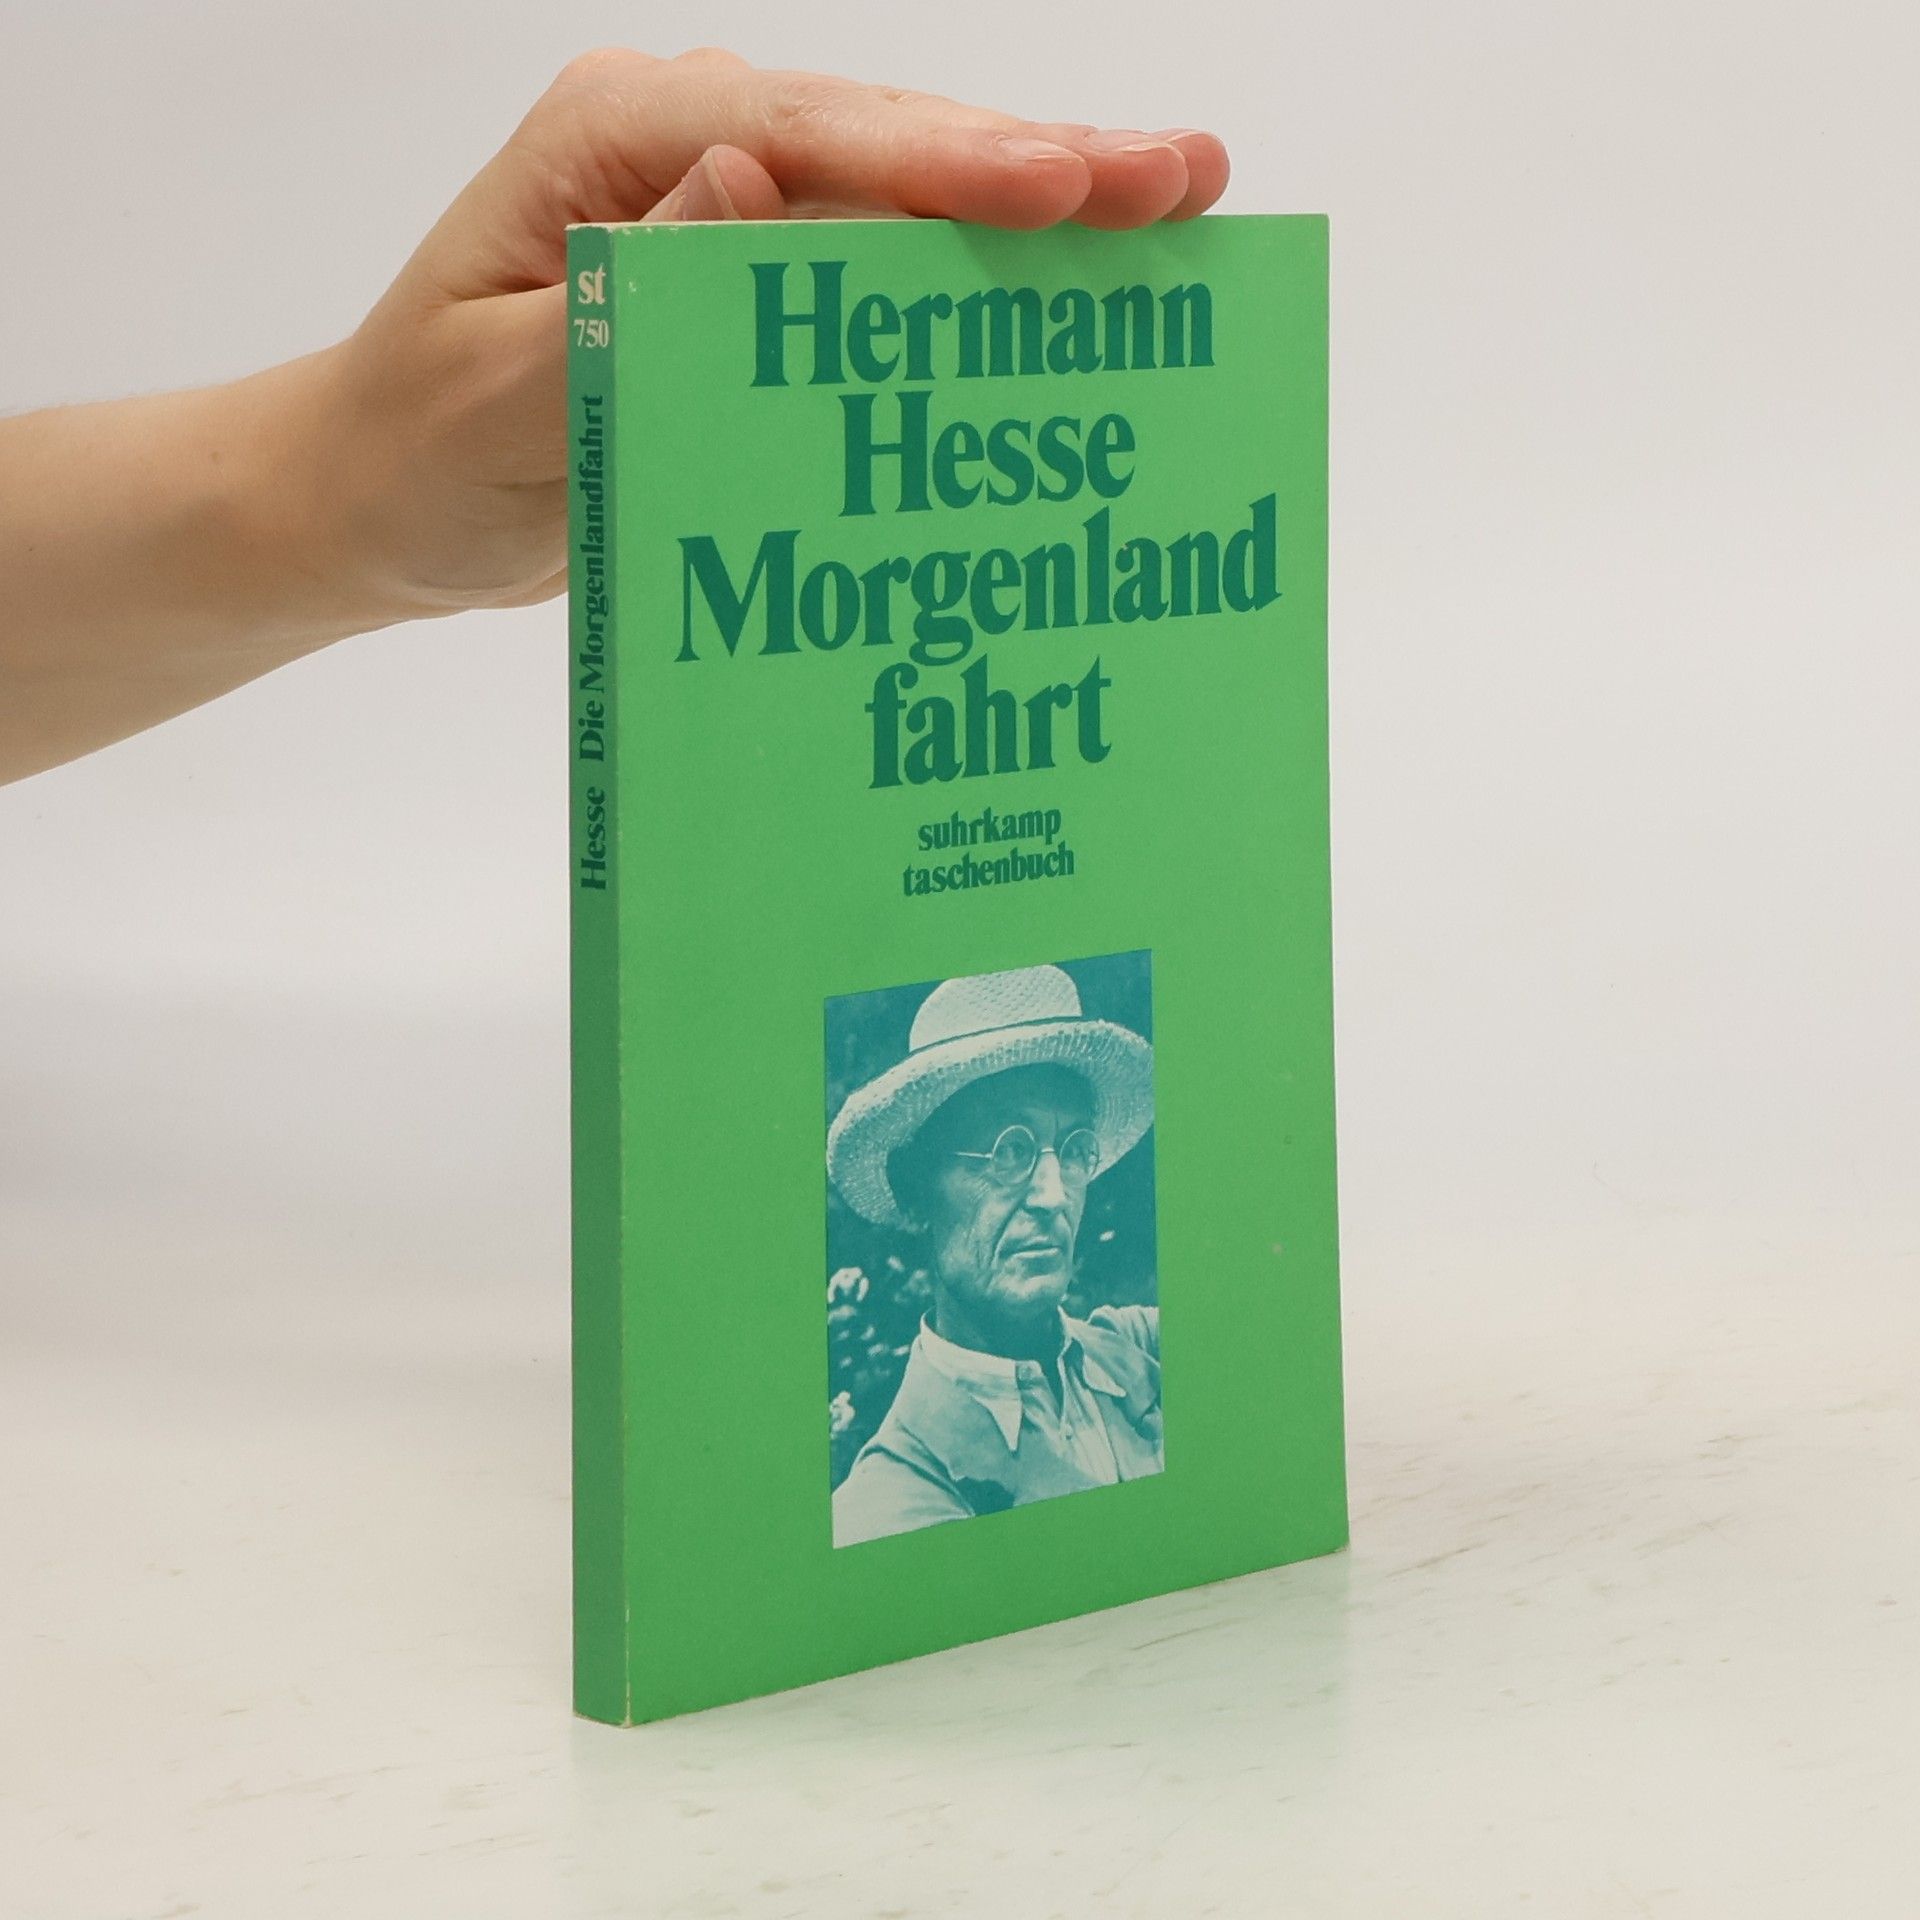 st
750
Hesse Die Morgenlandfahrt
Hermann
Hesse
Morgenland
fahrt
suhrkamp
taschenbuch